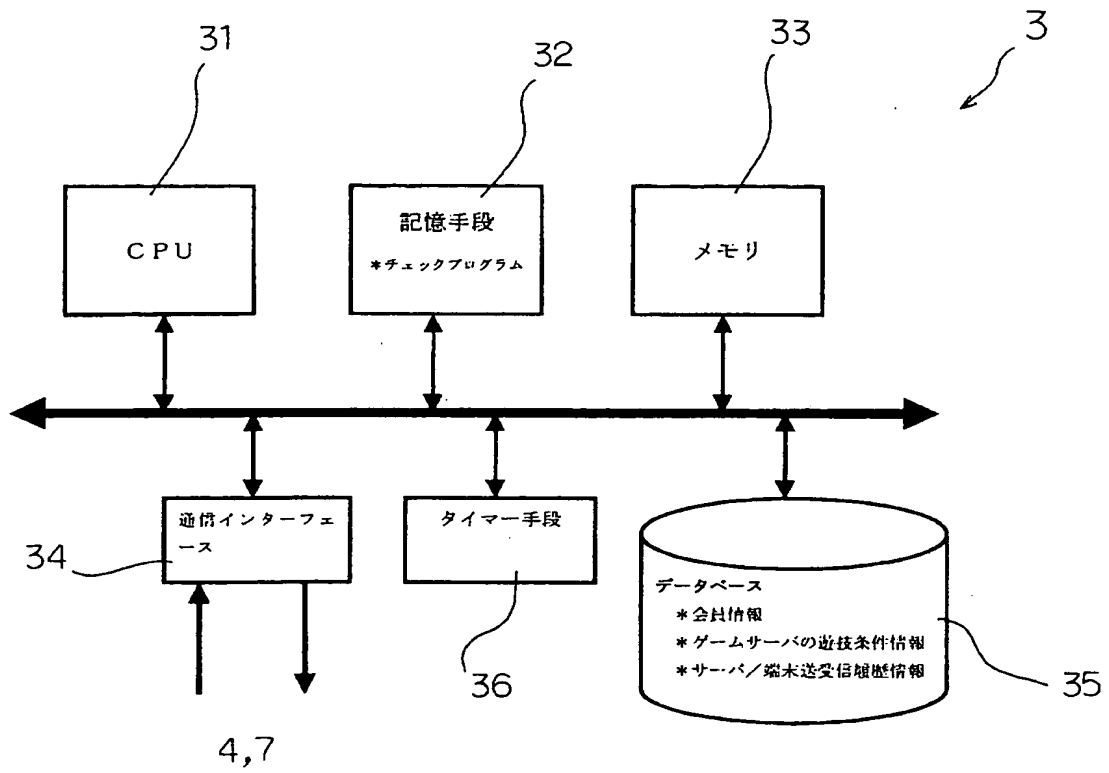 31
32
33
3
CPU
記憶手段
*チェックプログラム
メモリ
通信インターフェ
ース
タイマー手段
データベース
*会員情報
*ゲームサーバの遊技条件情報
*サーバ/端末送受信履歴情報
34
36
35
4,7